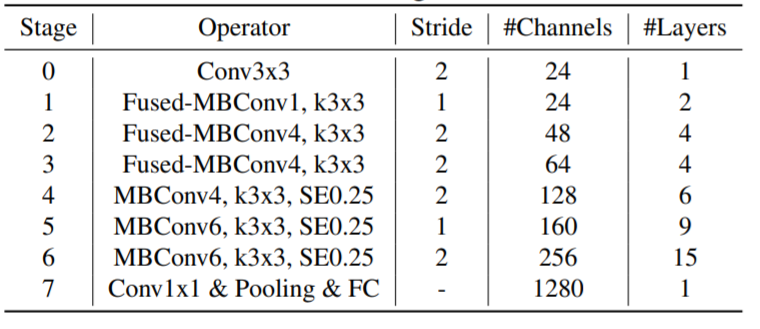 Stage Operator Stride #Channels #Layers
0 Conv3x3 2 24 1
1 Fused-MBConv1, k3x3 1 24 2
2 Fused-MBConv4, k3x3 2 48 4
3 Fused-MBConv4, k3x3 2 64 4
4 MBConv4, k3x3, SE0.25 2 128 6
5 MBConv6, k3x3, SE0.25 1 160 9
6 MBConv6, k3x3, SE0.25 2 256 15
7 Conv1x1 & Pooling & FC - 1280 1